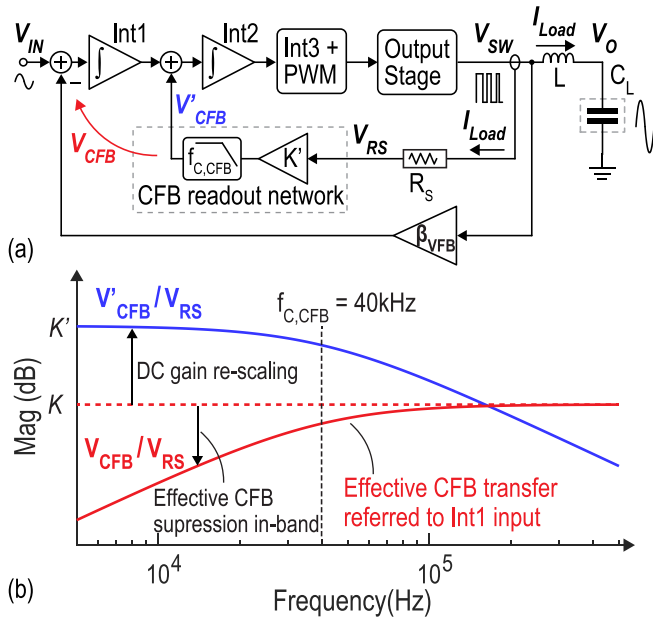 V_IN
Int1
Int2
Int3 +
PWM
Output
Stage
V_SW
I_Load
V_O
L
C_L
∫
∫
+
−
+
V'_CFB
V_CFB
f_C,CFB
K'
V_RS
I_Load
R_S
CFB readout network
β_VFB
(a)
V'_CFB / V_RS
f_C,CFB = 40kHz
K'
DC gain re-scaling
K
V_CFB / V_RS
Effective CFB
supression in-band
Effective CFB transfer
referred to Int1 input
Mag (dB)
10^4
10^5
Frequency(Hz)
(b)